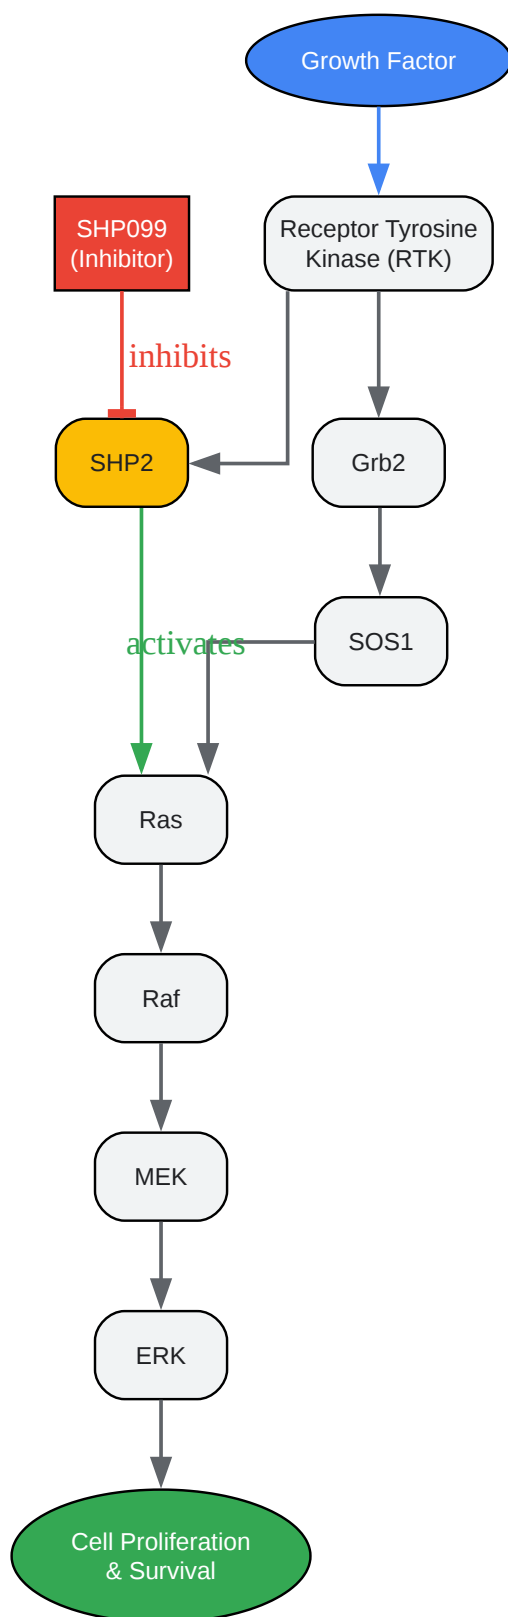 Growth Factor
SHP099
(Inhibitor)
Receptor Tyrosine
Kinase (RTK)
inhibits
SHP2
Grb2
activates
SOS1
Ras
Raf
MEK
ERK
Cell Proliferation
& Survival